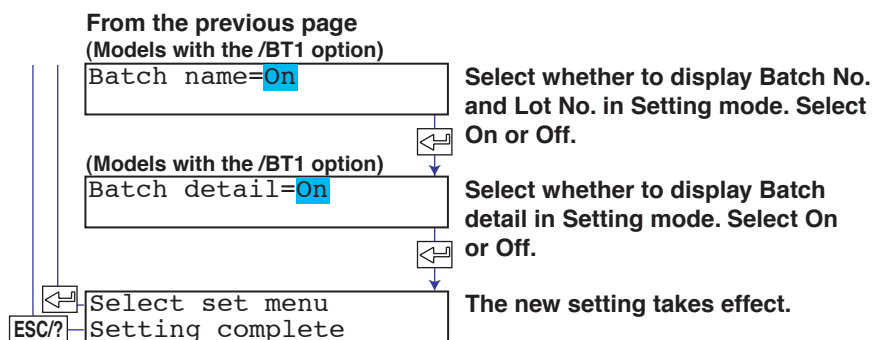 From the previous page
(Models with the /BT1 option)
Batch name=On
Select whether to display Batch No.
and Lot No. in Setting mode. Select
On or Off.
(Models with the /BT1 option)
Batch detail=On
Select whether to display Batch
detail in Setting mode. Select On
or Off.
Select set menu
Setting complete
The new setting takes effect.
ESC/?